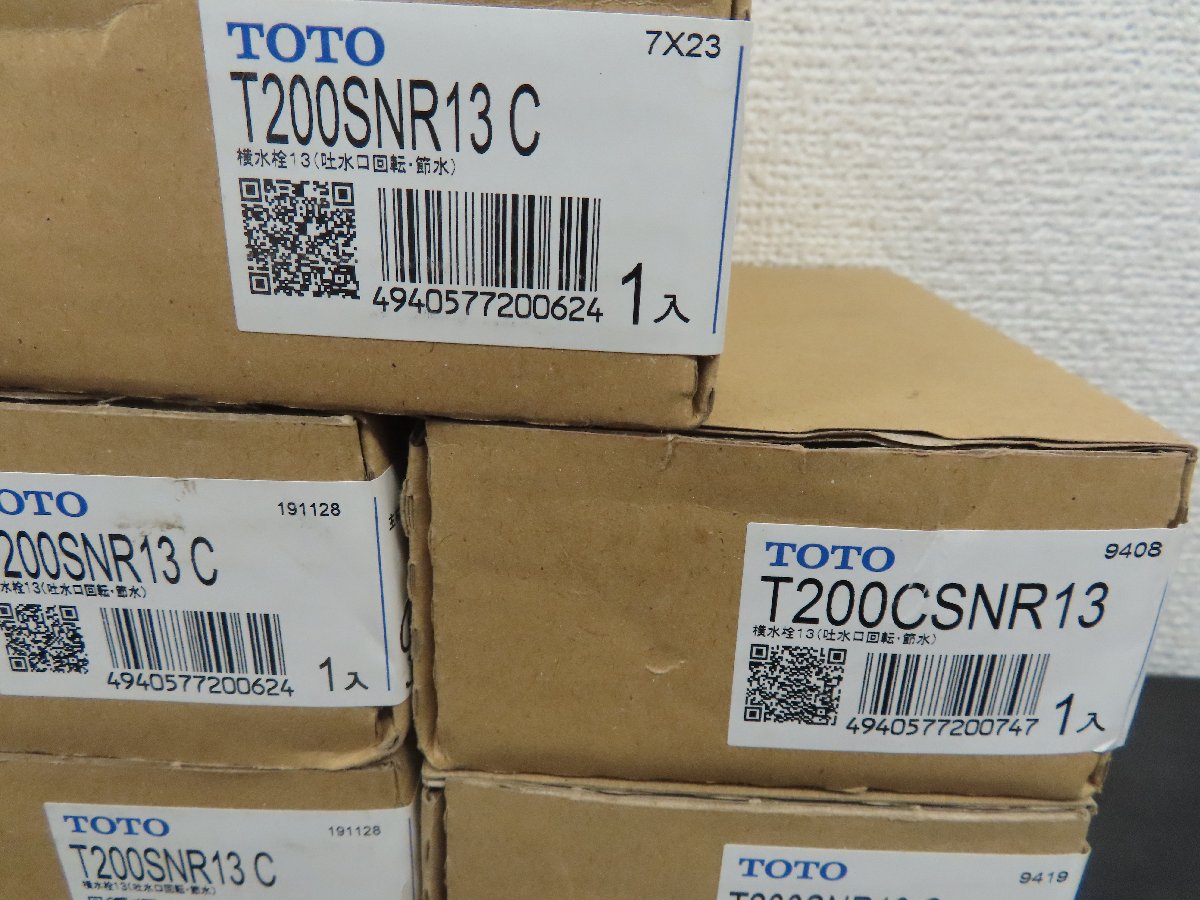 TOTO
7X23
T200SNR13 C
横水栓13(吐水口回転・節水)
4940577200624
1入
OTO
191128
200SNR13 C
水栓13(吐水口回転・節水)
4940577200624
1入
TOTO
9408
T200CSNR13
横水栓13(吐水口回転・節水)
4940577200747
1入
TOTO
191128
T200SNR13 C
横水栓13(吐水口回転・節水)
TOTO
9419